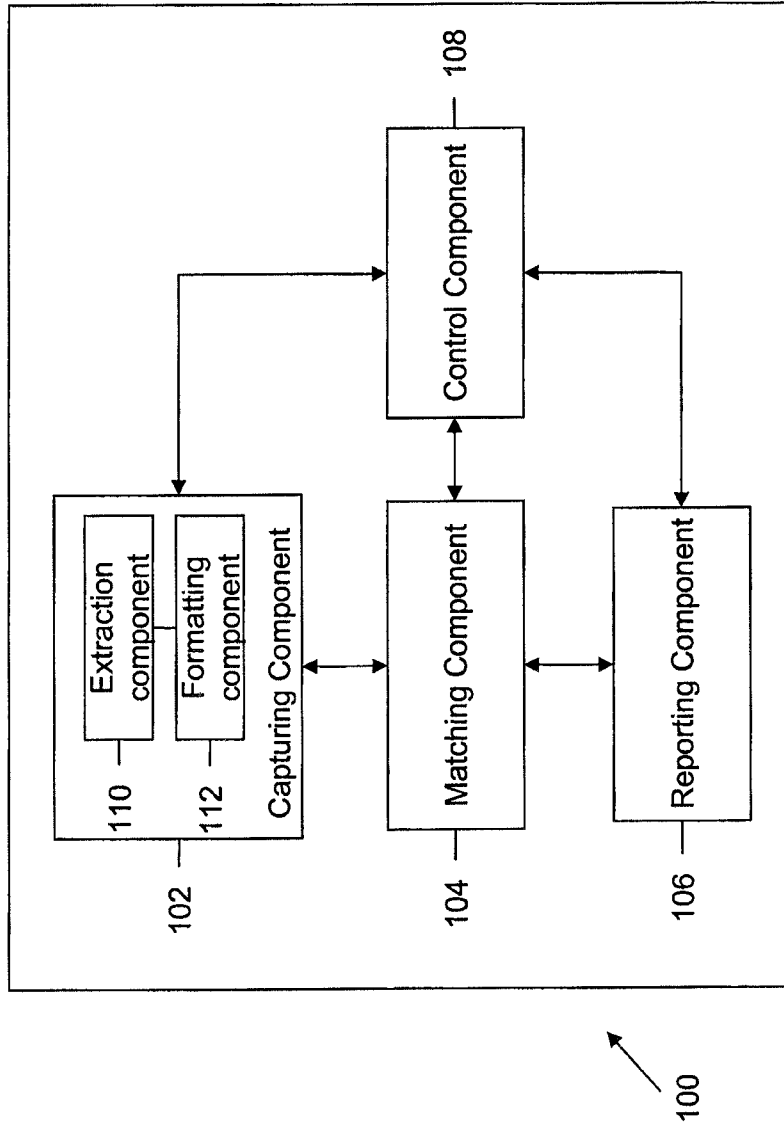 Extraction
component
110
Formatting
component
112
Capturing Component
102
Matching Component
104
Control Component
108
Reporting Component
106
100